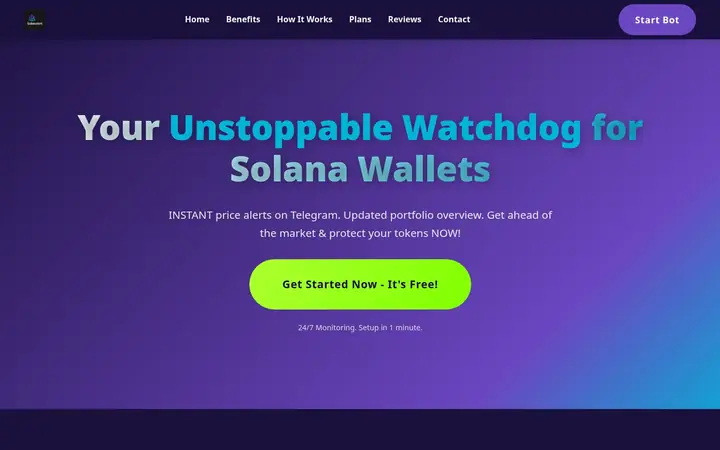 Home Benefits How It Works Plans Reviews Contact
Start Bot
Your Unstoppable Watchdog for
Solana Wallets
INSTANT price alerts on Telegram. Updated portfolio overview. Get ahead of
the market & protect your tokens NOW!
Get Started Now - It's Free!
24/7 Monitoring. Setup in 1 minute.